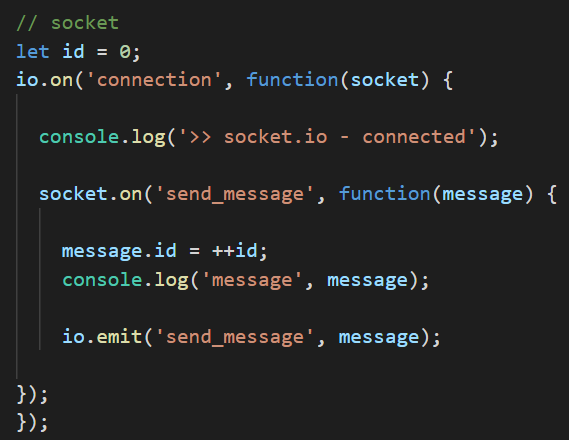 // socket
let id = 0;
io.on('connection', function(socket) {
console.log('>> socket.io - connected');
socket.on('send_message', function(message) {
message.id = ++id;
console.log('message', message);
io.emit('send_message', message);
});
});